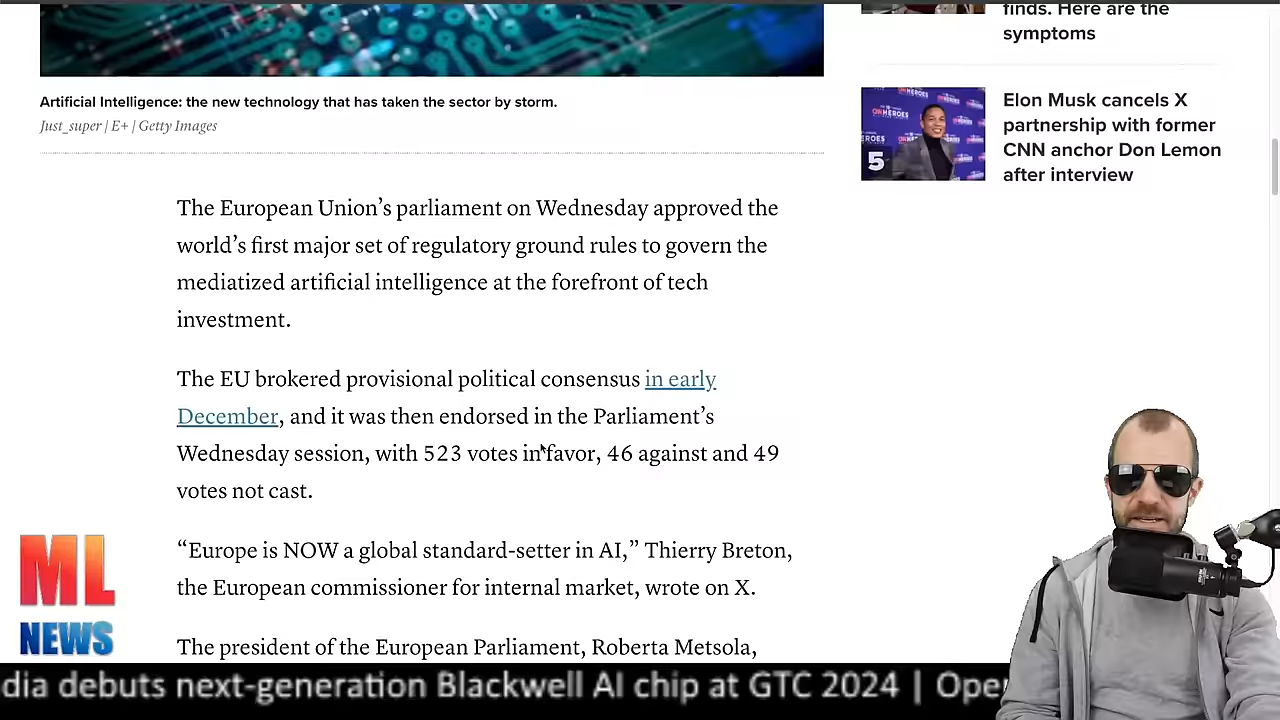 finds. Here are the
symptoms
Artificial Intelligence: the new technology that has taken the sector by storm.
Just_super | E+ | Getty Images
Elon Musk cancels X
partnership with former
CNN anchor Don Lemon
after interview
5
HEROES
The European Union’s parliament on Wednesday approved the
world’s first major set of regulatory ground rules to govern the
mediatized artificial intelligence at the forefront of tech
investment.
The EU brokered provisional political consensus in early
December, and it was then endorsed in the Parliament’s
Wednesday session, with 523 votes in favor, 46 against and 49
votes not cast.
“Europe is NOW a global standard-setter in AI,” Thierry Breton,
the European commissioner for internal market, wrote on X.
The president of the European Parliament, Roberta Metsola,
ML
NEWS
dia debuts next-generation Blackwell AI chip at GTC 2024 | Oper